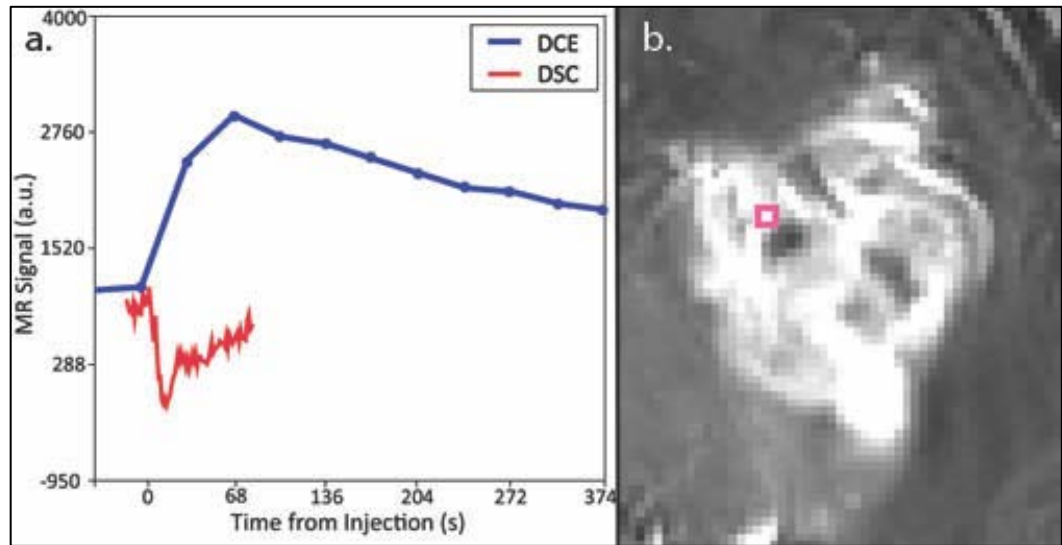 a.
DCE
DSC
4000
2760
1520
288
-950
MR Signal (a.u.)
0 68 136 204 272 374
Time from Injection (s)
b.